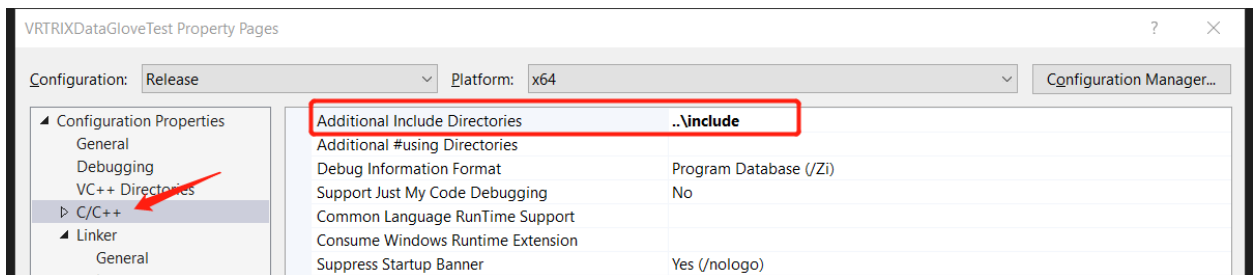 VRTRIXDataGloveTest Property Pages ? ×
Configuration: Release Platform: x64 Configuration Manager...
Configuration Properties
General
Debugging
VC++ Directories
C/C++
Linker
General
Additional Include Directories ..\include
Additional #using Directories
Debug Information Format Program Database (/Zi)
Support Just My Code Debugging No
Common Language RunTime Support
Consume Windows Runtime Extension
Suppress Startup Banner Yes (/nologo)